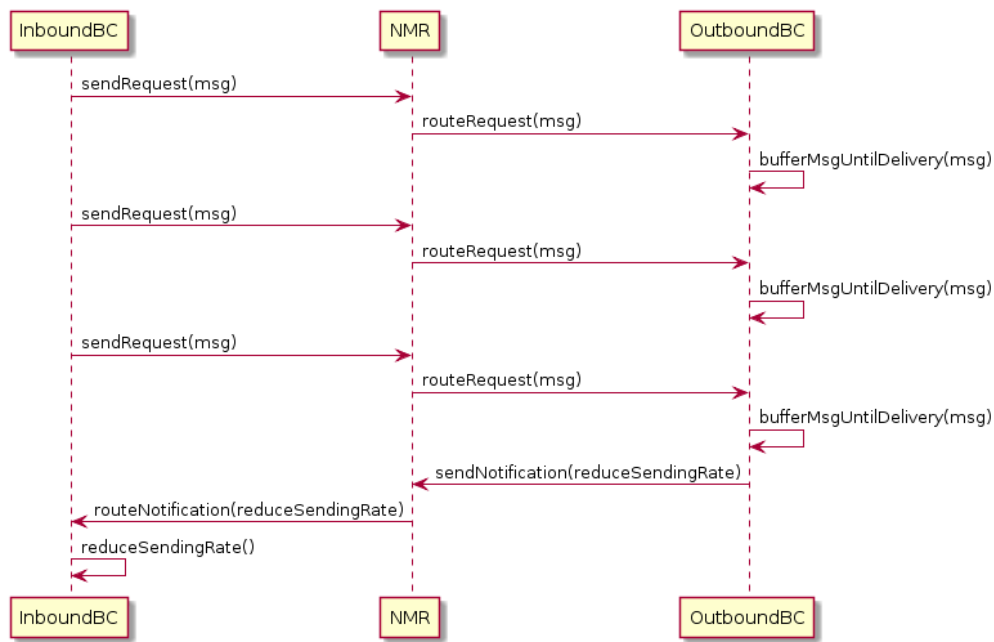 InboundBC
NMR
OutboundBC
sendRequest(msg)
routeRequest(msg)
bufferMsgUntilDelivery(msg)
sendRequest(msg)
routeRequest(msg)
bufferMsgUntilDelivery(msg)
sendRequest(msg)
routeRequest(msg)
bufferMsgUntilDelivery(msg)
sendNotification(reduceSendingRate)
routeNotification(reduceSendingRate)
reduceSendingRate()
InboundBC
NMR
OutboundBC